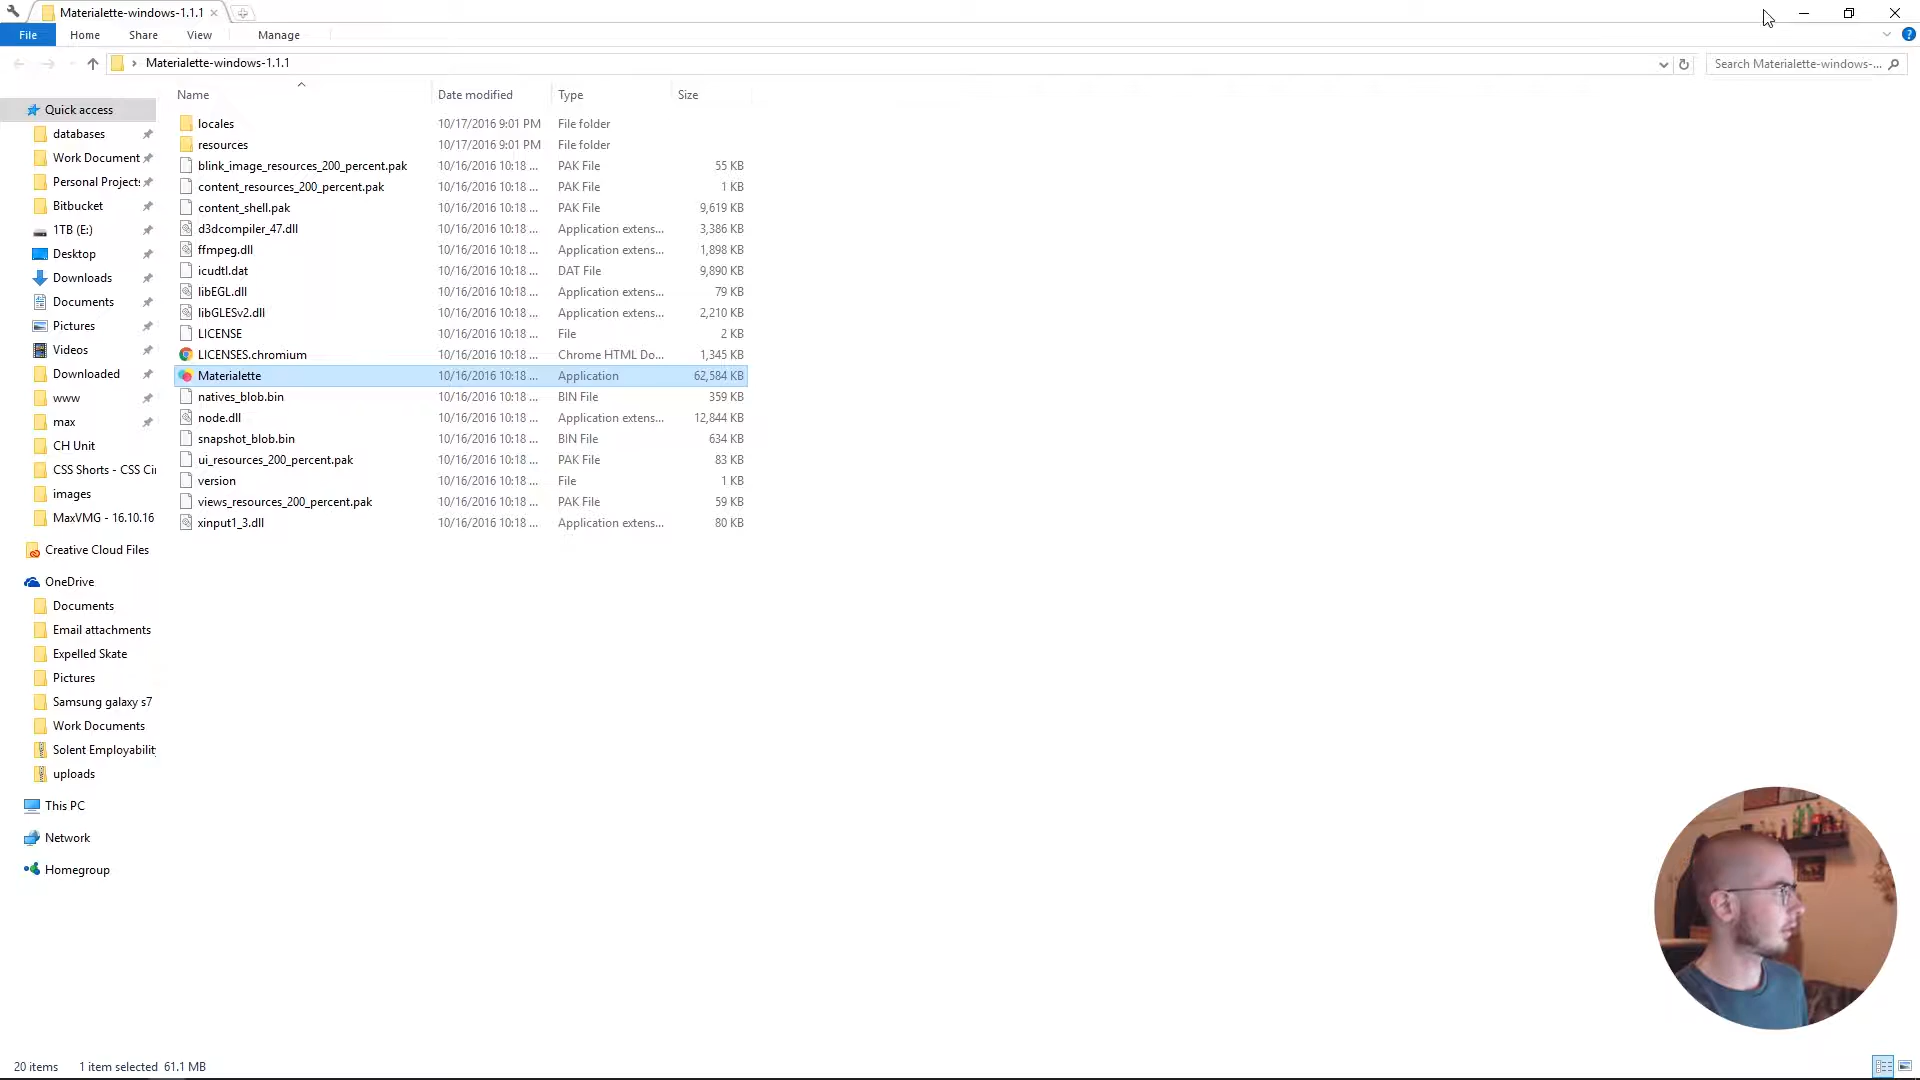 Materialette-windows-1.1.1
File Home Share View Manage
Materialette-windows-1.1.1
Search Materialette-windows-...
Name Date modified Type Size
Quick access
databases
Work Document
Personal Projects
Bitbucket
1TB (E:)
Desktop
Downloads
Documents
Pictures
Videos
Downloaded
www
max
CH Unit
CSS Shorts - CSS Cir
images
MaxVMG - 16.10.16
Creative Cloud Files
OneDrive
Documents
Email attachments
Expelled Skate
Pictures
Samsung galaxy s7
Work Documents
Solent Employability
uploads
This PC
Network
Homegroup
locales 10/17/2016 9:01 PM File folder
resources 10/17/2016 9:01 PM File folder
blink_image_resources_200_percent.pak 10/16/2016 10:18 ... PAK File 55 KB
content_resources_200_percent.pak 10/16/2016 10:18 ... PAK File 1 KB
content_shell.pak 10/16/2016 10:18 ... PAK File 9,619 KB
d3dcompiler_47.dll 10/16/2016 10:18 ... Application extens... 3,386 KB
ffmpeg.dll 10/16/2016 10:18 ... Application extens... 1,898 KB
icudtl.dat 10/16/2016 10:18 ... DAT File 9,890 KB
libEGL.dll 10/16/2016 10:18 ... Application extens... 79 KB
libGLESv2.dll 10/16/2016 10:18 ... Application extens... 2,210 KB
LICENSE 10/16/2016 10:18 ... File 2 KB
LICENSES.chromium 10/16/2016 10:18 ... Chrome HTML Do... 1,345 KB
Materialette 10/16/2016 10:18 ... Application 62,584 KB
natives_blob.bin 10/16/2016 10:18 ... BIN File 359 KB
node.dll 10/16/2016 10:18 ... Application extens... 12,844 KB
snapshot_blob.bin 10/16/2016 10:18 ... BIN File 634 KB
ui_resources_200_percent.pak 10/16/2016 10:18 ... PAK File 83 KB
version 10/16/2016 10:18 ... File 1 KB
views_resources_200_percent.pak 10/16/2016 10:18 ... PAK File 59 KB
xinput1_3.dll 10/16/2016 10:18 ... Application extens... 80 KB
20 items 1 item selected 61.1 MB